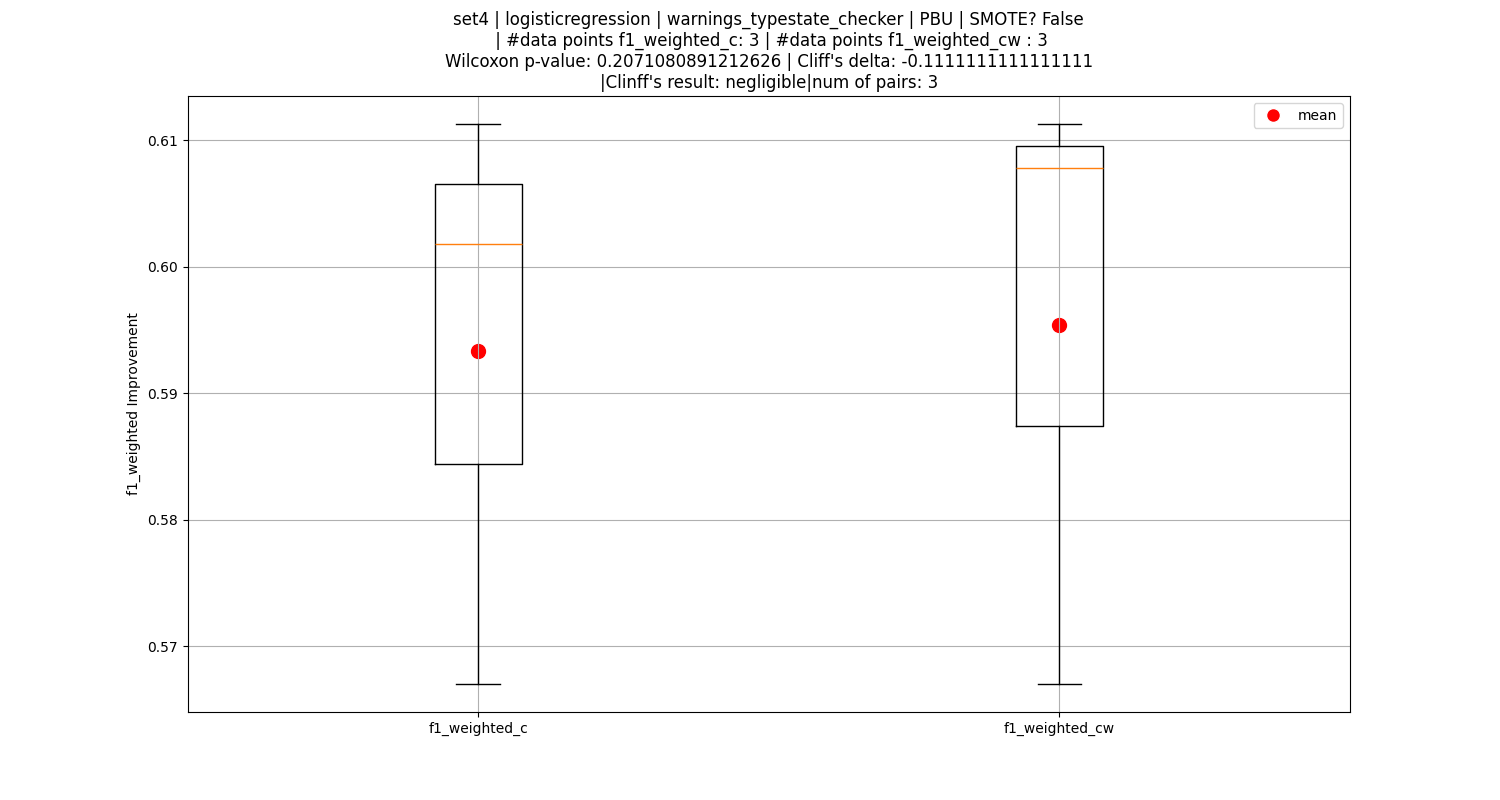 set4 | logisticregression | warnings_typestate_checker | PBU | SMOTE? False
| #data points f1_weighted_c: 3 | #data points f1_weighted_cw : 3
Wilcoxon p-value: 0.2071080891212626 | Cliff's delta: -0.1111111111111111
|Clinff's result: negligible|num of pairs: 3
mean
0.61
0.60
0.59
0.58
0.57
f1_weighted Improvement
f1_weighted_c
f1_weighted_cw